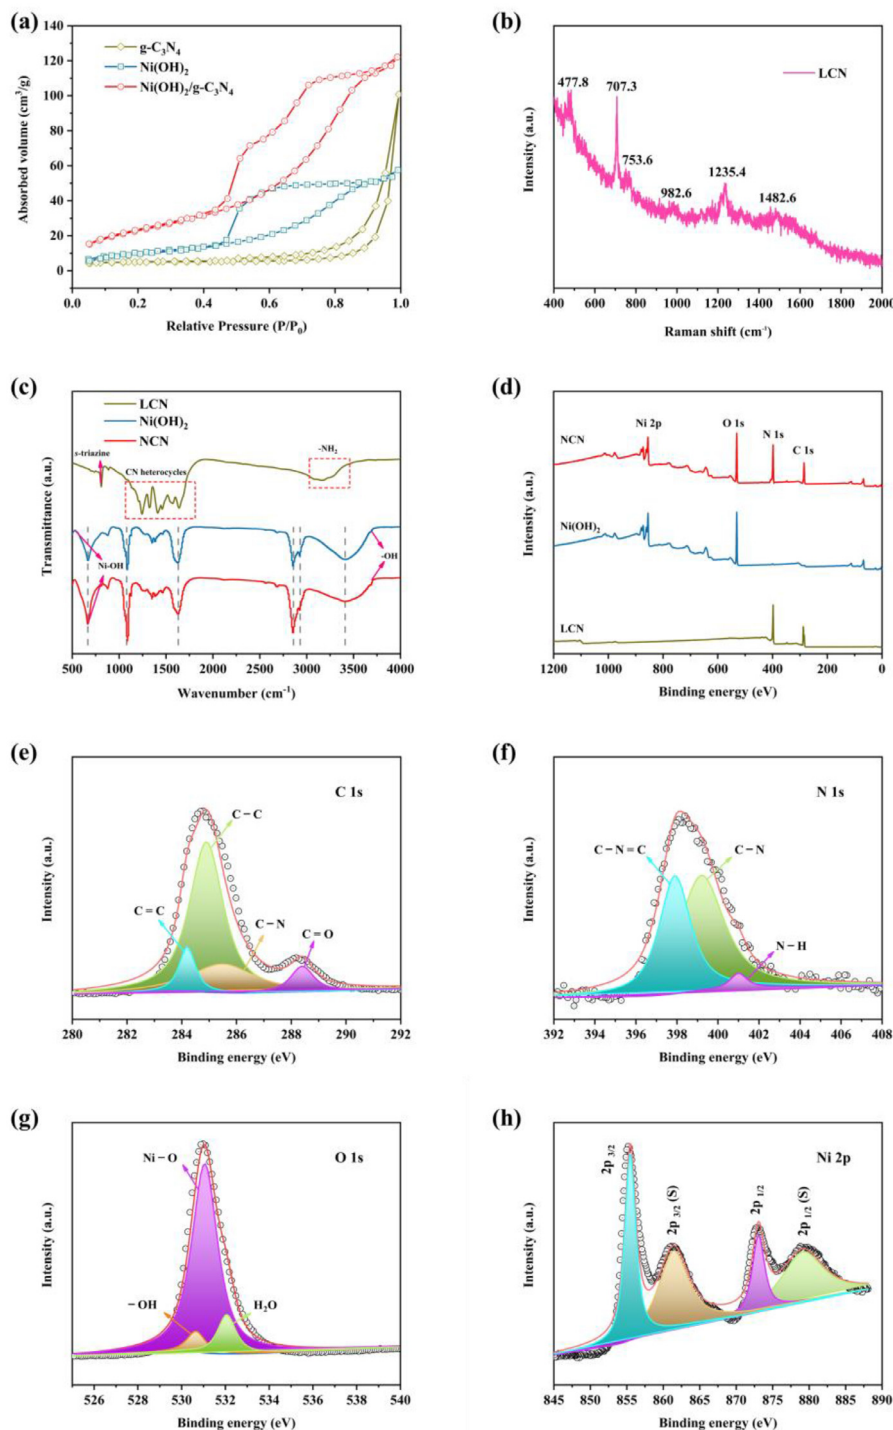 (a)
g-C₃N₄
Ni(OH)₂
Ni(OH)₂/g-C₃N₄
Absorbed volume (cm³/g)
140
120
100
80
60
40
20
0
0.0 0.2 0.4 0.6 0.8 1.0
Relative Pressure (P/P₀)
(b)
LCN
477.8
707.3
753.6
982.6
1235.4
1482.6
Intensity (a.u.)
400 600 800 1000 1200 1400 1600 1800 2000
Raman shift (cm⁻¹)
(c)
LCN
Ni(OH)₂
NCN
s-triazine
CN heterocycles
-NH₂
Ni-OH
-OH
Transmittance (a.u.)
500 1000 1500 2000 2500 3000 3500 4000
Wavenumber (cm⁻¹)
(d)
NCN
Ni 2p
O 1s
N 1s
C 1s
Ni(OH)₂
LCN
Intensity (a.u.)
1200 1000 800 600 400 200 0
Binding energy (eV)
(e)
C 1s
C − C
C = C
C − N
C = O
Intensity (a.u.)
280 282 284 286 288 290 292
Binding energy (eV)
(f)
N 1s
C − N = C
C − N
N − H
Intensity (a.u.)
392 394 396 398 400 402 404 406 408
Binding energy (eV)
(g)
O 1s
Ni − O
− OH
H₂O
Intensity (a.u.)
526 528 530 532 534 536 538 540
Binding energy (eV)
(h)
Ni 2p
2p 3/2
2p 3/2 (S)
2p 1/2
2p 1/2 (S)
Intensity (a.u.)
845 850 855 860 865 870 875 880 885 890
Binding energy (eV)